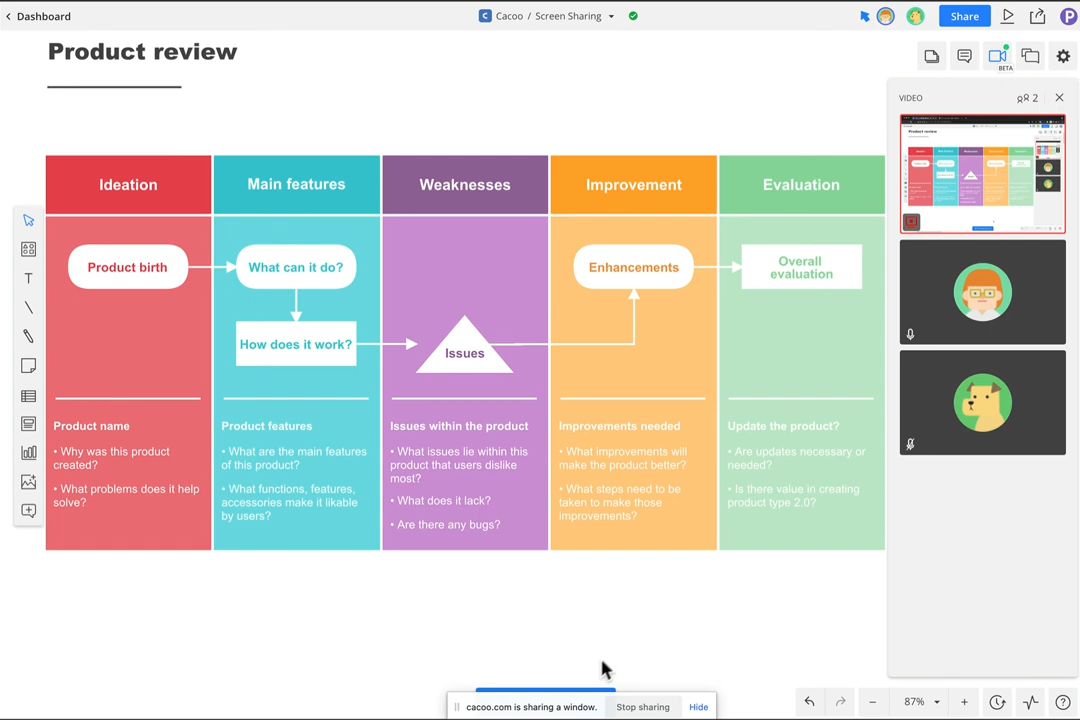 Dashboard
C Cacoo / Screen Sharing
Share
P
Product review
BETA
VIDEO
2
Product review
Ideation
Main features
Weaknesses
Improvement
Evaluation
Product birth
What can it do?
Enhancements
Overall
evaluation
How does it work?
Issues
T
Product name
• Why was this product
created?
• What problems does it help
solve?
Product features
• What are the main features
of this product?
• What functions, features,
accessories make it likable
by users?
Issues within the product
• What issues lie within this
product that users dislike
most?
• What does it lack?
• Are there any bugs?
Improvements needed
• What improvements will
make the product better?
• What steps need to be
taken to make those
improvements?
Update the product?
• Are updates necessary or
needed?
• Is there value in creating
product type 2.0?
cacoo.com is sharing a window.
Stop sharing
Hide
87%